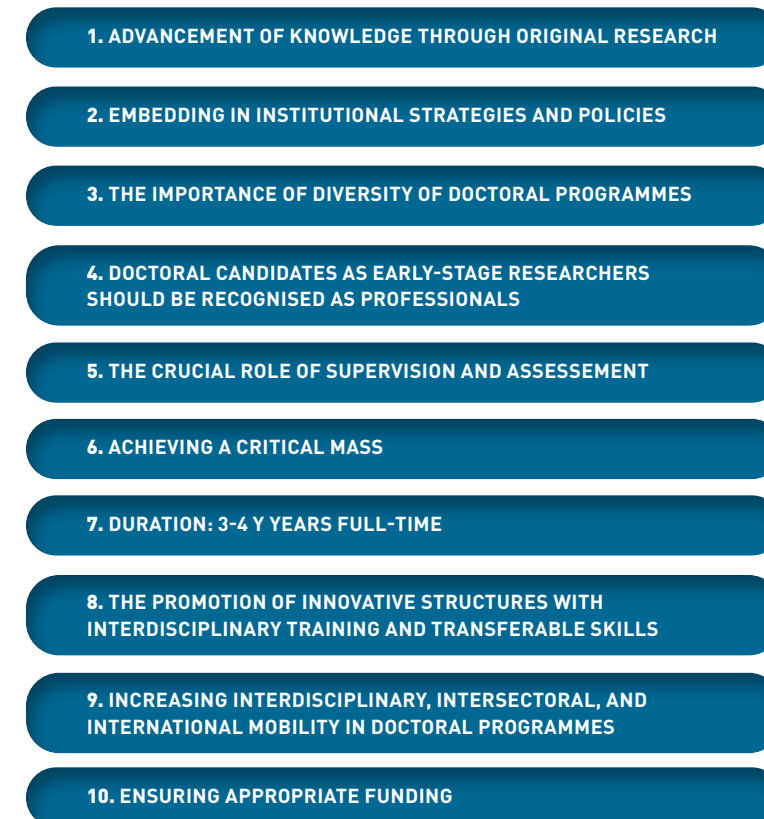 1. ADVANCEMENT OF KNOWLEDGE THROUGH ORIGINAL RESEARCH
2. EMBEDDING IN INSTITUTIONAL STRATEGIES AND POLICIES
3. THE IMPORTANCE OF DIVERSITY OF DOCTORAL PROGRAMMES
4. DOCTORAL CANDIDATES AS EARLY-STAGE RESEARCHERS
SHOULD BE RECOGNISED AS PROFESSIONALS
5. THE CRUCIAL ROLE OF SUPERVISION AND ASSESSEMENT
6. ACHIEVING A CRITICAL MASS
7. DURATION: 3-4 Y YEARS FULL-TIME
8. THE PROMOTION OF INNOVATIVE STRUCTURES WITH
INTERDISCIPLINARY TRAINING AND TRANSFERABLE SKILLS
9. INCREASING INTERDISCIPLINARY, INTERSECTORAL, AND
INTERNATIONAL MOBILITY IN DOCTORAL PROGRAMMES
10. ENSURING APPROPRIATE FUNDING